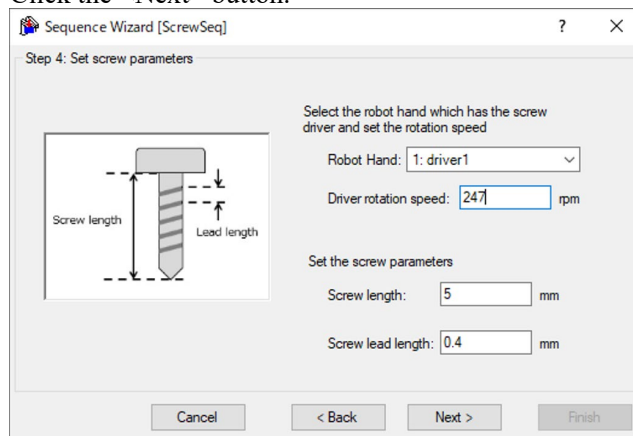 Click the "Next" button.
Sequence Wizard [ScrewSeq]
?
Step 4: Set screw parameters
Select the robot hand which has the screw
driver and set the rotation speed
Robot Hand: 1: driver1
Driver rotation speed: 247 rpm
Screw length
Lead length
Set the screw parameters
Screw length: 5 mm
Screw lead length: 0.4 mm
Cancel
< Back
Next >
Finish